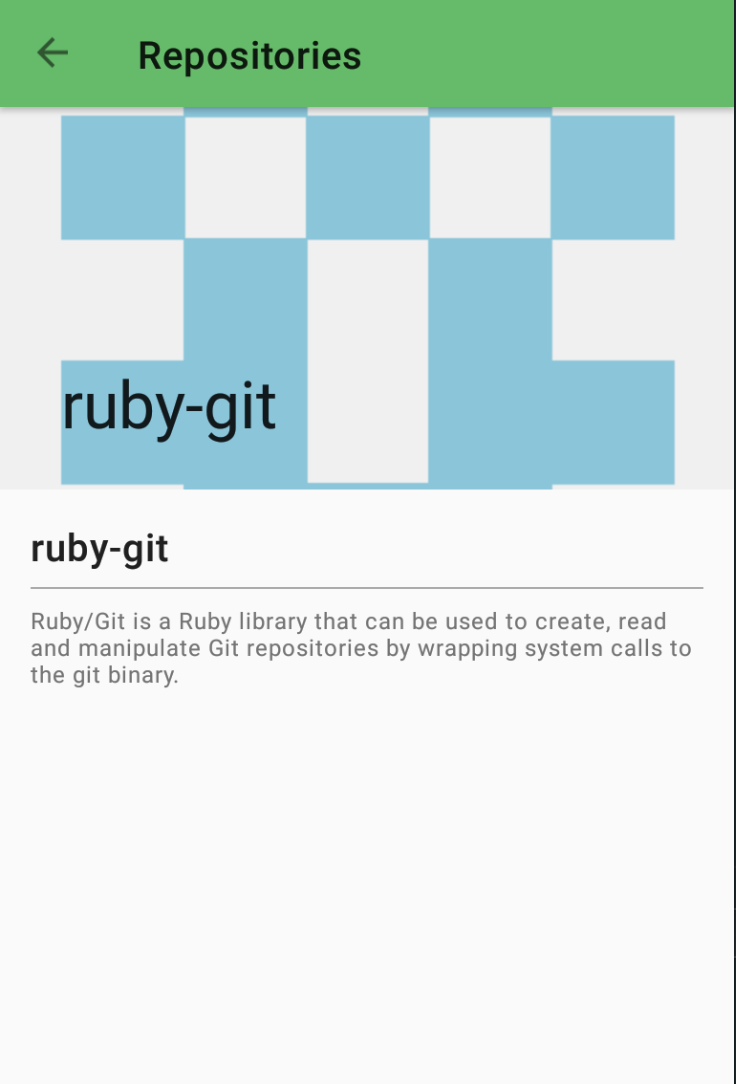 Repositories
ruby-git
ruby-git
Ruby/Git is a Ruby library that can be used to create, read
and manipulate Git repositories by wrapping system calls to
the git binary.